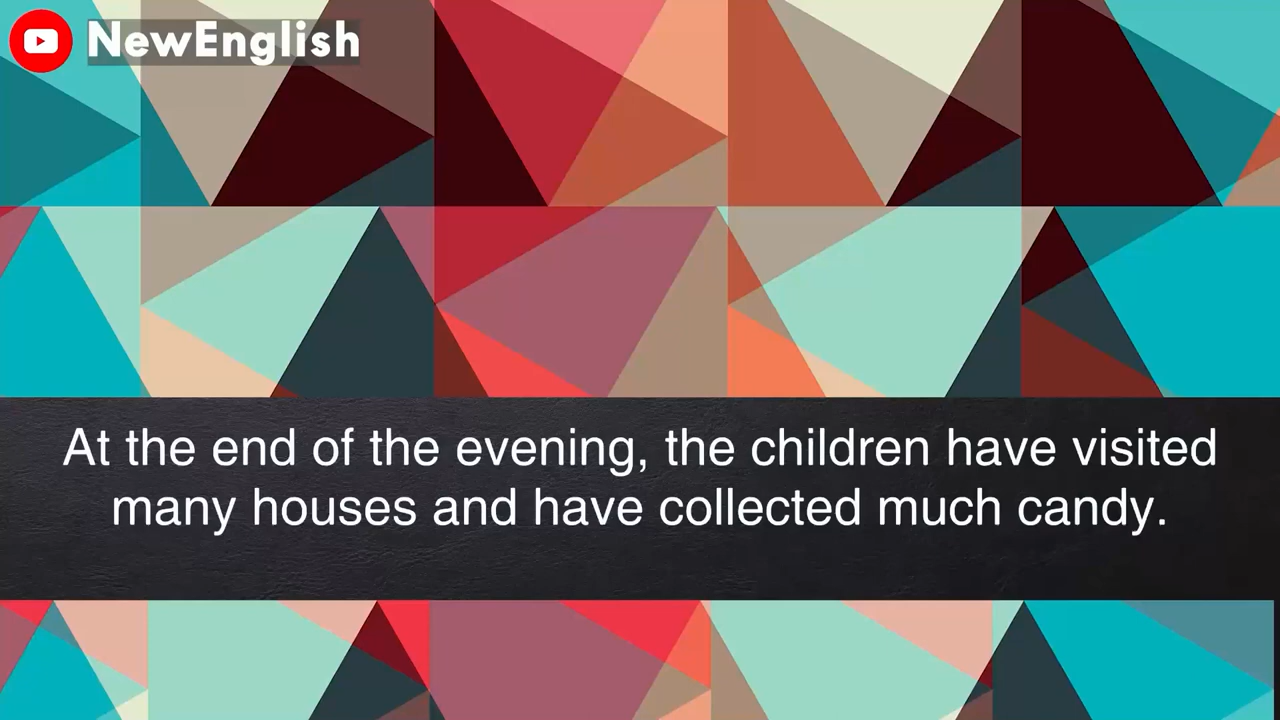 NewEnglish
At the end of the evening, the children have visited
many houses and have collected much candy.